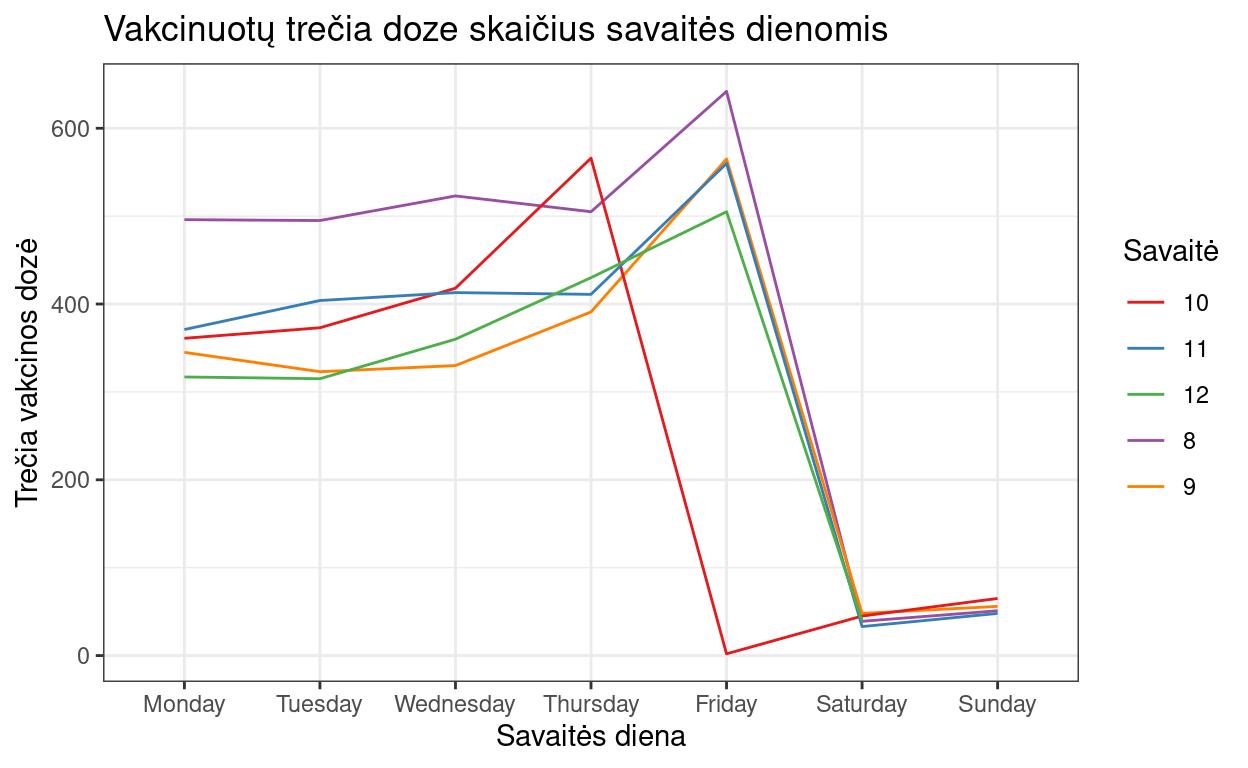 Vakcinuotų trečia doze skaičius savaitės dienomis
Trečia vakcinos dozė
600
400
200
0
Monday Tuesday Wednesday Thursday Friday Saturday Sunday
Savaitės diena
Savaitė
10
11
12
8
9